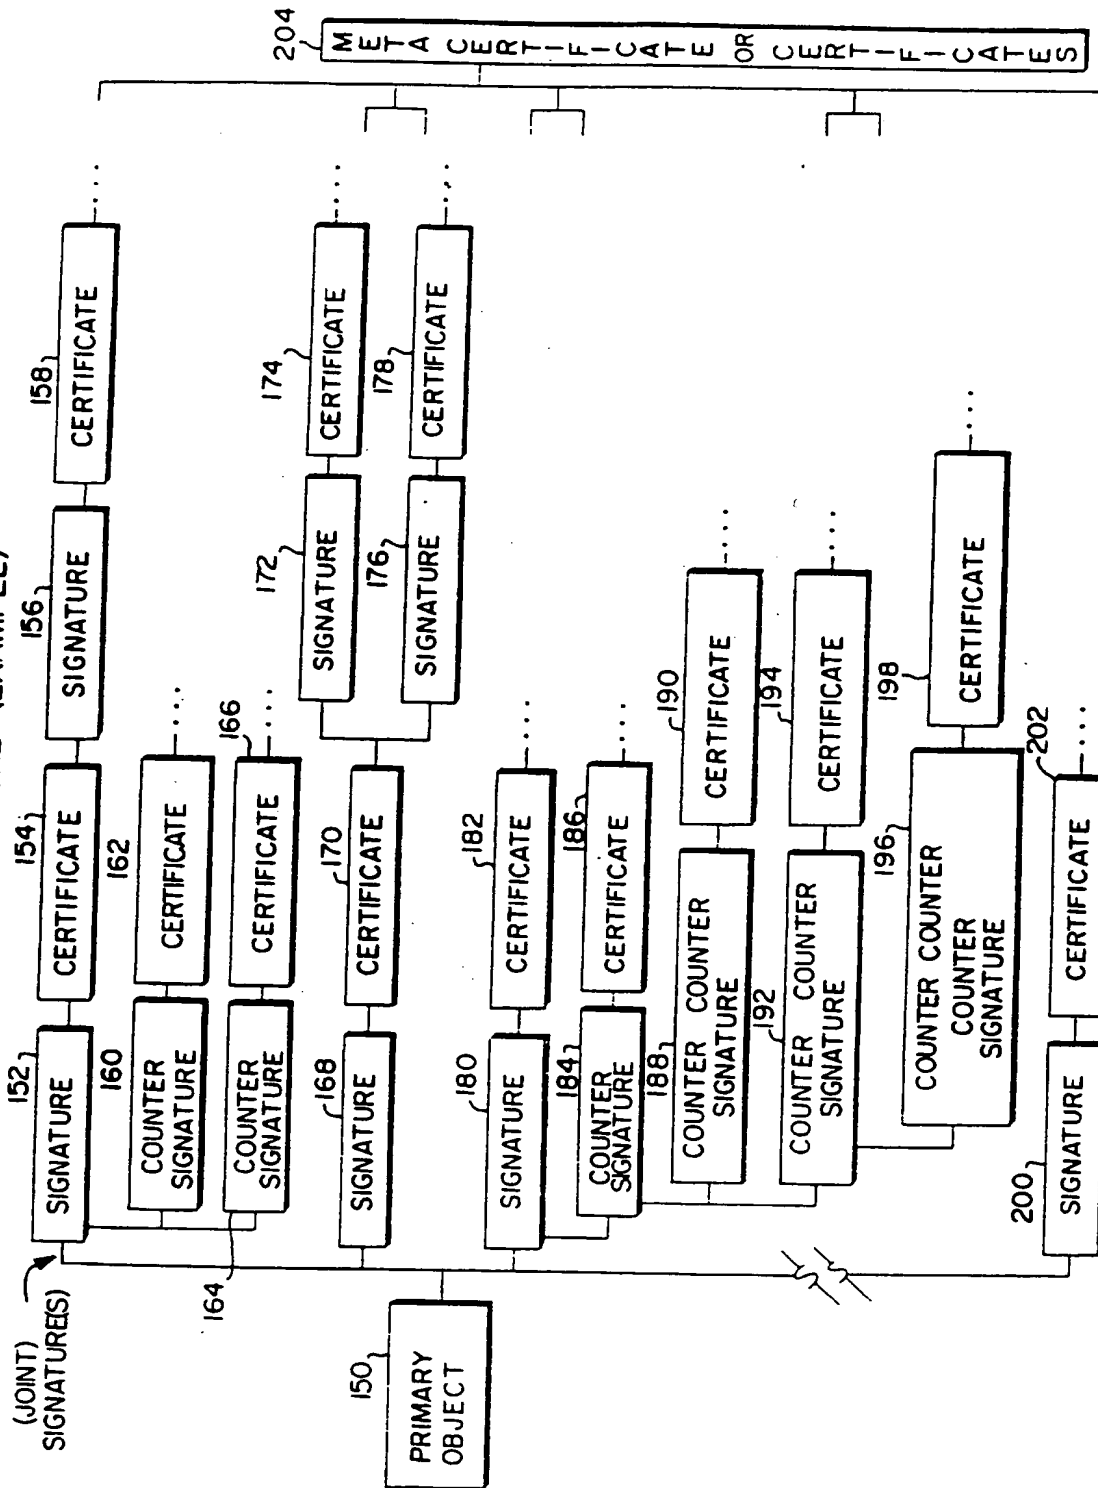 (JOINT)
SIGNATURE(S)
152
SIGNATURE
154
CERTIFICATE
156
SIGNATURE
158
CERTIFICATE
....
160
COUNTER
SIGNATURE
162
CERTIFICATE
....
164
COUNTER
SIGNATURE
166
CERTIFICATE
....
168
SIGNATURE
170
CERTIFICATE
172
SIGNATURE
174
CERTIFICATE
....
176
SIGNATURE
178
CERTIFICATE
....
150
PRIMARY
OBJECT
180
SIGNATURE
182
CERTIFICATE
....
184
COUNTER
SIGNATURE
186
CERTIFICATE
....
188
COUNTER COUNTER
SIGNATURE
190
CERTIFICATE
....
192
COUNTER COUNTER
SIGNATURE
194
CERTIFICATE
....
196
COUNTER COUNTER
COUNTER
SIGNATURE
198
CERTIFICATE
....
200
SIGNATURE
202
CERTIFICATE
....
204
META CERTIFICATE OR CERTIFICATES